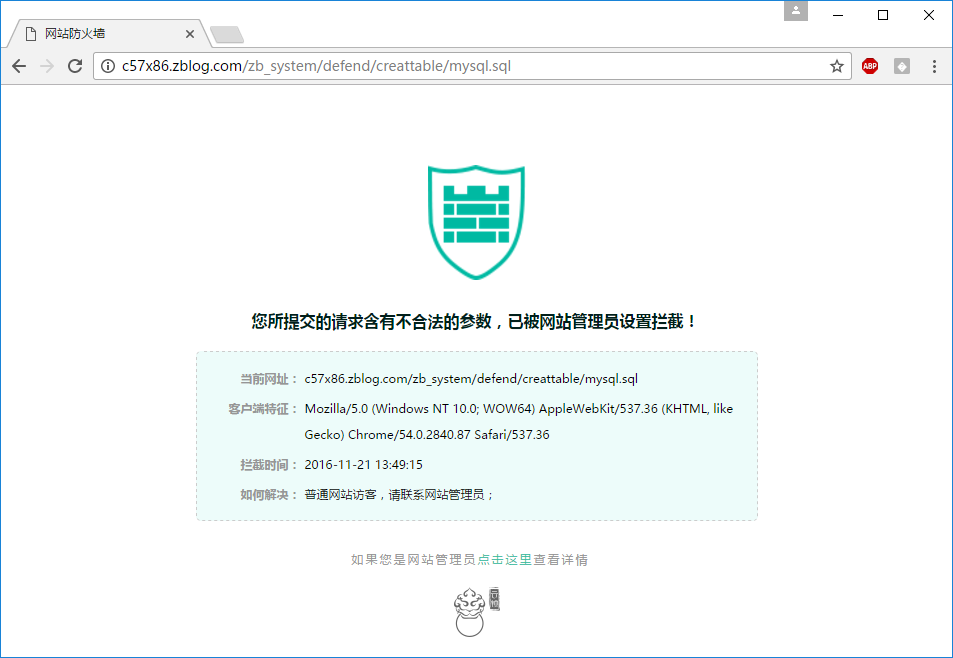 网站防火墙
c57x86.zblog.com/zb_system/defend/creattable/mysql.sql
ABP
您所提交的请求含有不合法的参数，已被网站管理员设置拦截！
当前网址： c57x86.zblog.com/zb_system/defend/creattable/mysql.sql
客户端特征： Mozilla/5.0 (Windows NT 10.0; WOW64) AppleWebKit/537.36 (KHTML, like
Gecko) Chrome/54.0.2840.87 Safari/537.36
拦截时间： 2016-11-21 13:49:15
如何解决： 普通网站访客，请联系网站管理员；
如果您是网站管理员点击这里查看详情